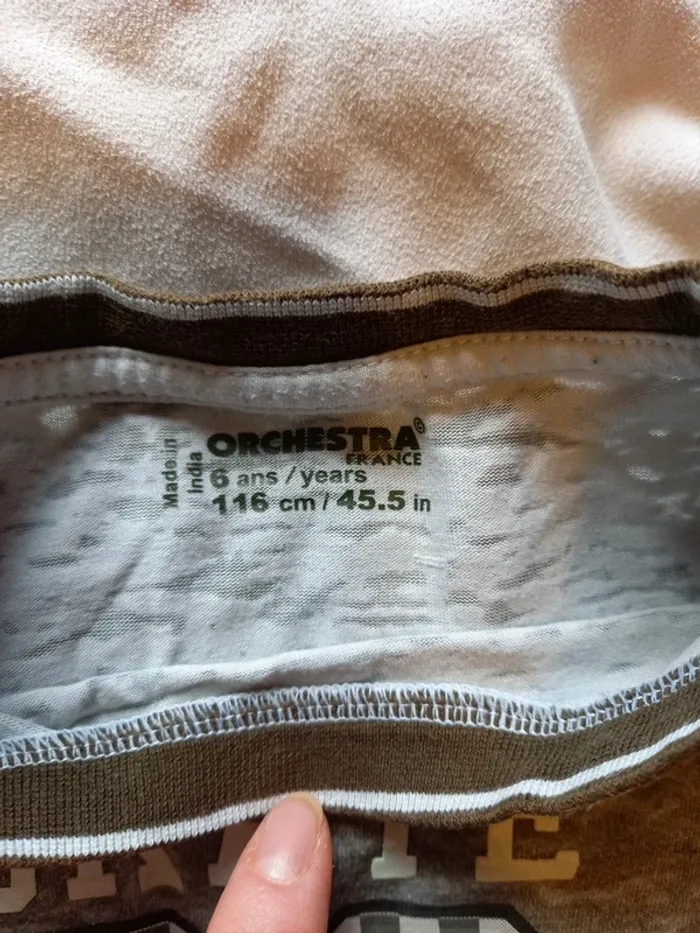 Made in
India
ORCHESTRA©
FRANCE
6 ans / years
116 cm / 45.5 in